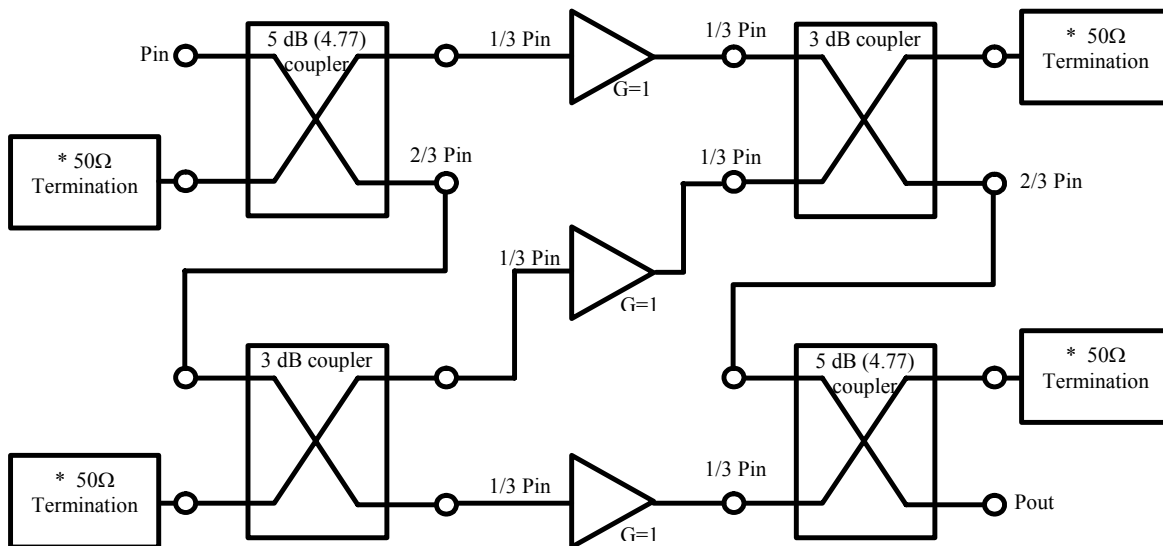 5 dB (4.77)
coupler
Pin
1/3 Pin
G=1
1/3 Pin
3 dB coupler
* 50Ω
Termination
* 50Ω
Termination
2/3 Pin
1/3 Pin
2/3 Pin
1/3 Pin
G=1
3 dB coupler
5 dB (4.77)
coupler
* 50Ω
Termination
* 50Ω
Termination
1/3 Pin
G=1
1/3 Pin
Pout